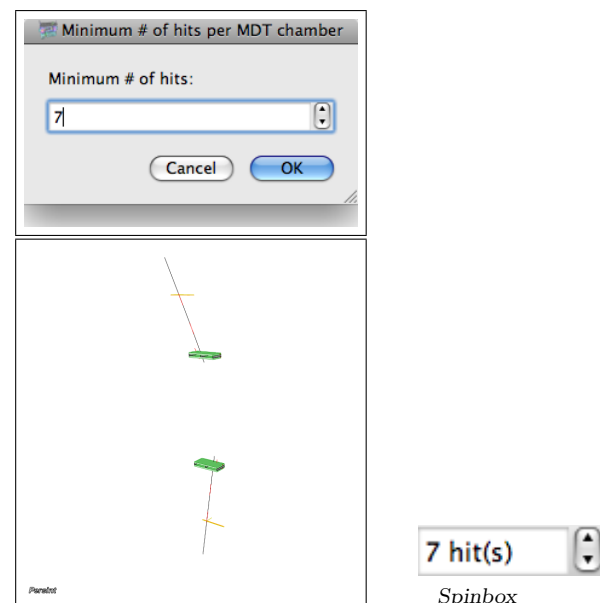 Minimum # of hits per MDT chamber
Minimum # of hits:
7
Cancel
OK
7 hit(s)
Spinbox